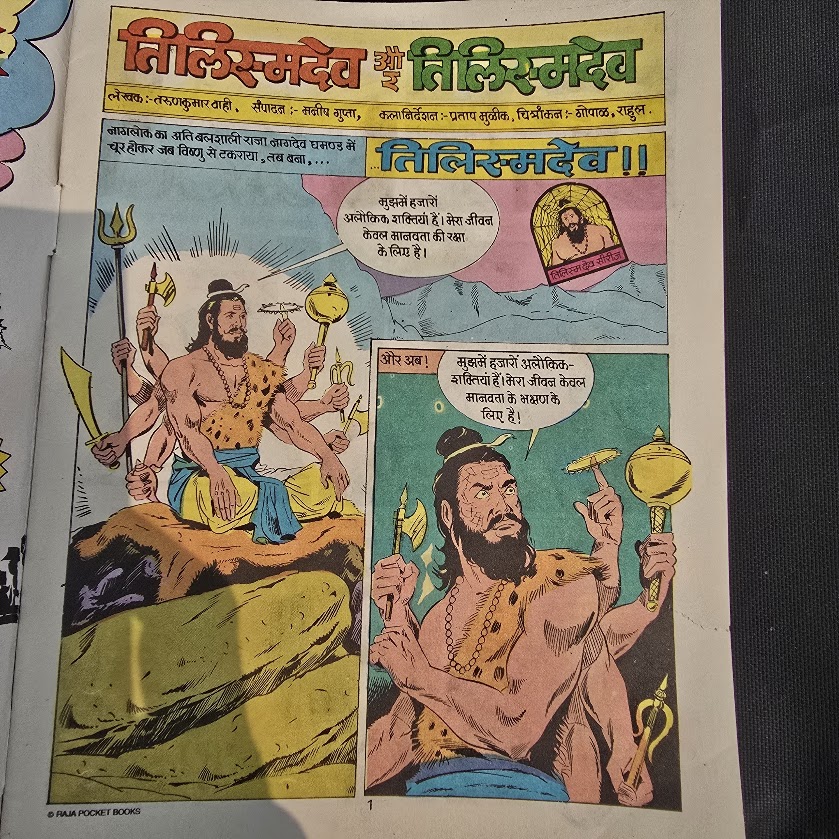 तिलिस्मदेव और तिलिस्मदेव
लेखक:-तरुणकुमार वाही, संपादन:- मनीष गुप्ता, कलानिर्देशन:-प्रताप मुळीक, चित्रांकन:- गोपाल, राहुल.
नागलोक का अति बलशाली राजा नागदेव घमण्ड में
चूर होकर जब विष्णु से टकराया, तब बना,...
तिलिस्मदेव!!
मुझमें हजारों
अलौकिक शक्तियां हैं। मेरा जीवन
केवल मानवता की रक्षा
के लिए है।
तिलिस्मदेव सीरीज
और अब!
मुझमें हजारों अलौकिक-
शक्तियां हैं। मेरा जीवन केवल
मानवता के भक्षण के
लिए है!
© RAJA POCKET BOOKS
1